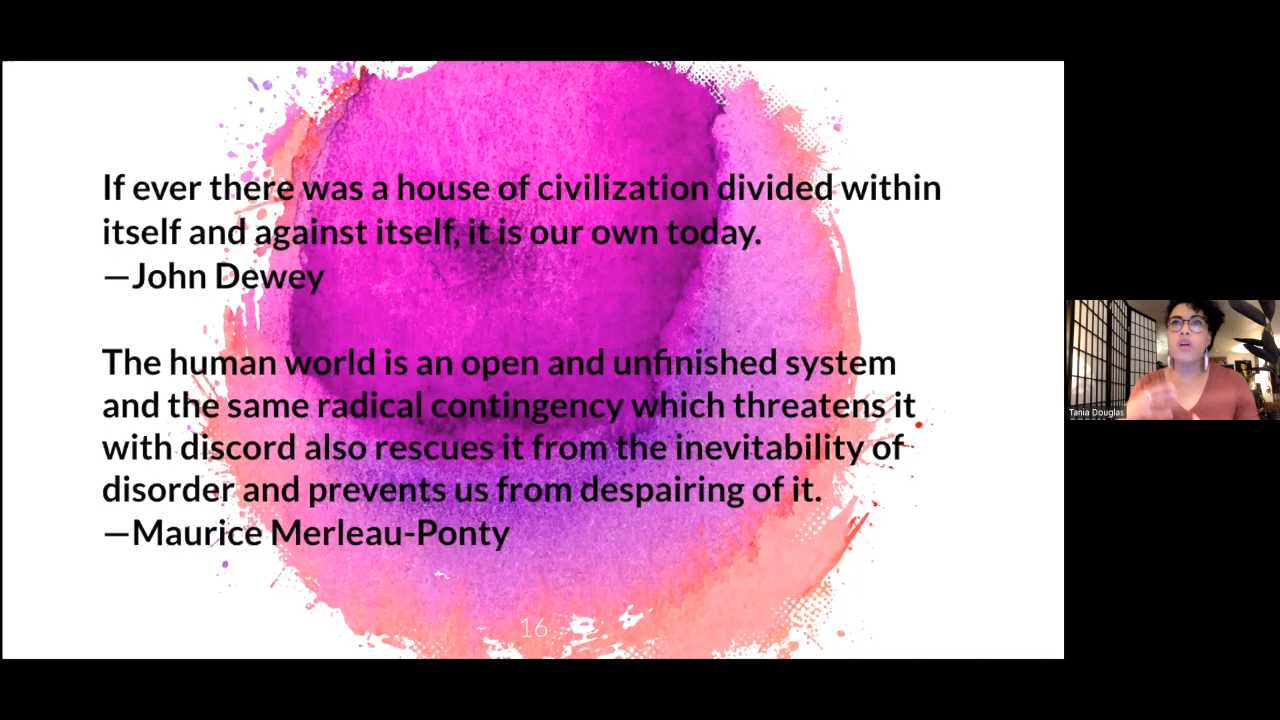 If ever there was a house of civilization divided within
itself and against itself, it is our own today.
—John Dewey
The human world is an open and unfinished system
and the same radical contingency which threatens it
with discord also rescues it from the inevitability of
disorder and prevents us from despairing of it.
—Maurice Merleau-Ponty
16
Tania Douglas